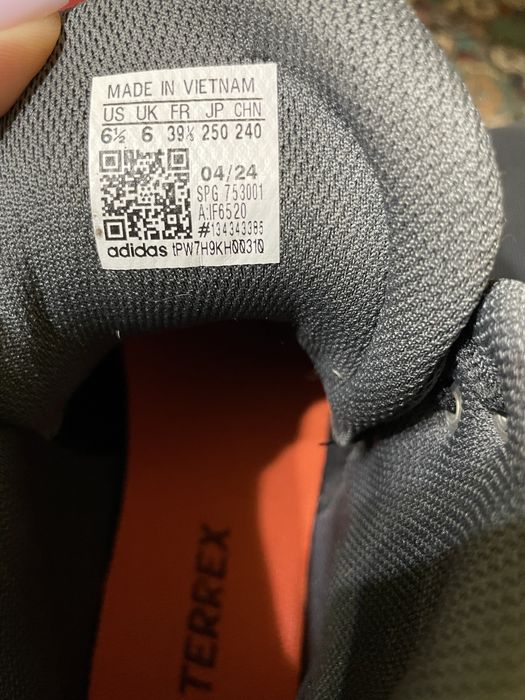 MADE IN VIETNAM
US UK FR JP CHN
6½ 6 39⅓ 250 240
04/24
SPG 753001
A:IF6520
#134343385
adidas tPW7H9KH00310
TERREX